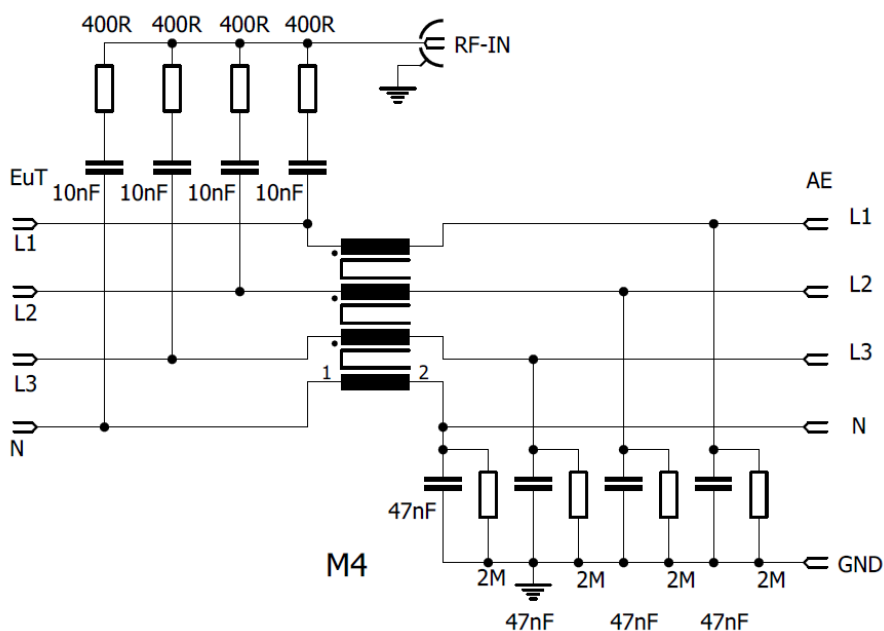 400R 400R 400R 400R
RF-IN
EuT
10nF 10nF 10nF 10nF
AE
L1
L1
L2
L2
L3
L3
1 2
N
N
47nF
M4
2M 2M 2M
GND
47nF 47nF 47nF